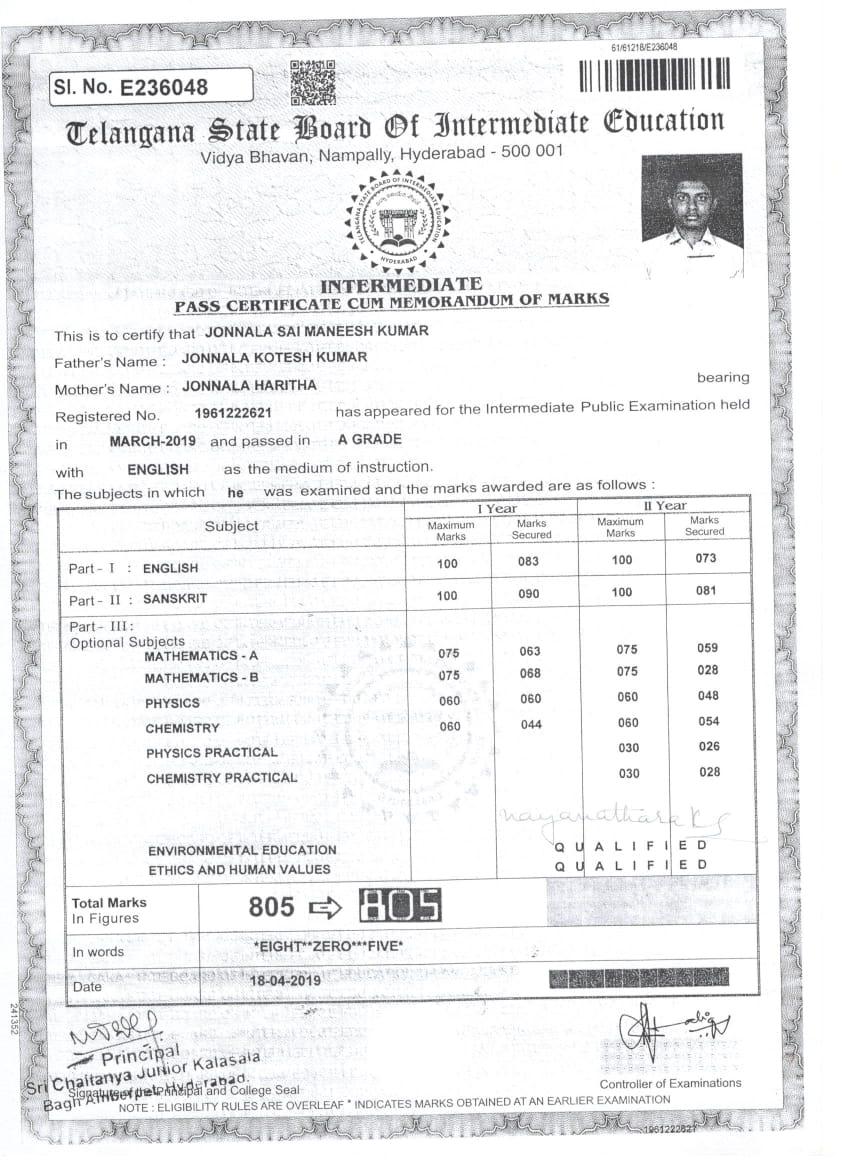 61/61218/E236048
Sl. No. E236048
Telangana State Board Of Intermediate Education
Vidya Bhavan, Nampally, Hyderabad - 500 001
TELANGANA STATE BOARD OF INTERMEDIATE EDUCATION
HYDERABAD
INTERMEDIATE
PASS CERTIFICATE CUM MEMORANDUM OF MARKS
This is to certify that JONNALA SAI MANEESH KUMAR
Father's Name : JONNALA KOTESH KUMAR
Mother's Name : JONNALA HARITHA bearing
Registered No. 1961222621 has appeared for the Intermediate Public Examination held
in MARCH-2019 and passed in A GRADE
with ENGLISH as the medium of instruction.
The subjects in which he was examined and the marks awarded are as follows :
Subject I Year II Year
Maximum Marks Marks Secured Maximum Marks Marks Secured
Part - I : ENGLISH 100 083 100 073
Part - II : SANSKRIT 100 090 100 081
Part - III :
Optional Subjects
MATHEMATICS - A 075 063 075 059
MATHEMATICS - B 075 068 075 028
PHYSICS 060 060 060 048
CHEMISTRY 060 044 060 054
PHYSICS PRACTICAL 030 026
CHEMISTRY PRACTICAL 030 028
nayanathara KS
ENVIRONMENTAL EDUCATION QUALIFIED
ETHICS AND HUMAN VALUES QUALIFIED
Total Marks In Figures 805 805
In words *EIGHT**ZERO***FIVE*
Date 18-04-2019
241352
Principal
Sri Chaitanya Junior Kalasala
Bagh Amberpet, Hyderabad.
Signature of the Principal and College Seal
Controller of Examinations
NOTE : ELIGIBILITY RULES ARE OVERLEAF * INDICATES MARKS OBTAINED AT AN EARLIER EXAMINATION
1961222621